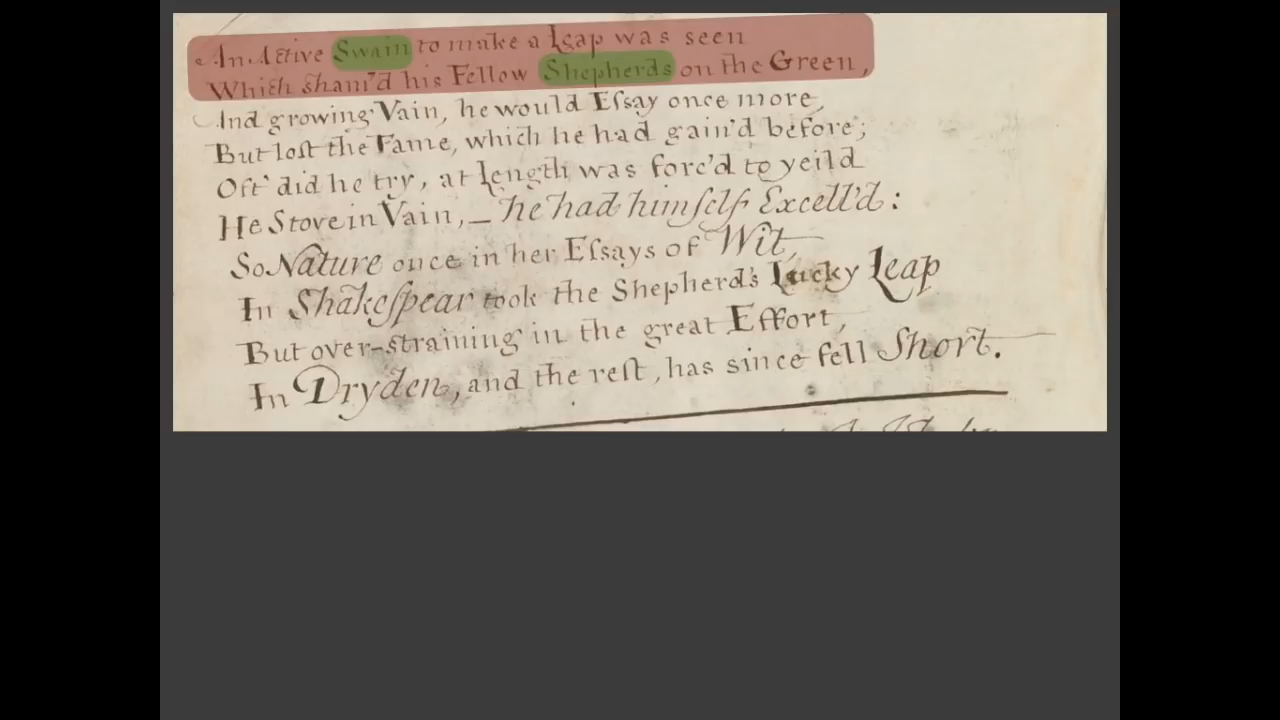 An Active Swain to make a Leap was seen
Which sham'd his Fellow Shepherds on the Green,
And growing Vain, he would Eſsay once more,
But loſt the Fame, which he had gain'd before;
Oft' did he try, at Length was forc'd to yeild
He Stove in Vain,_ he had himſelf Excell'd:
So Nature once in her Eſsays of Wit,
In Shakeſpear took the Shepherd's Lucky Leap
But over-straining in the great Effort,
In Dryden, and the reſt, has since fell Short.